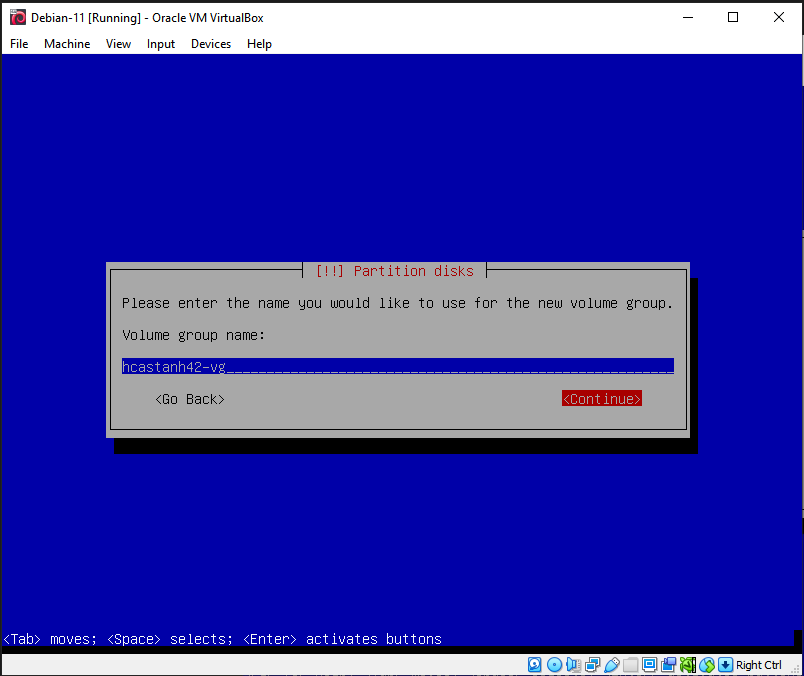 Debian-11 [Running] - Oracle VM VirtualBox
File Machine View Input Devices Help
[!!] Partition disks
Please enter the name you would like to use for the new volume group.
Volume group name:
hcastanh42-vg
<Go Back> <Continue>
<Tab> moves; <Space> selects; <Enter> activates buttons
Right Ctrl